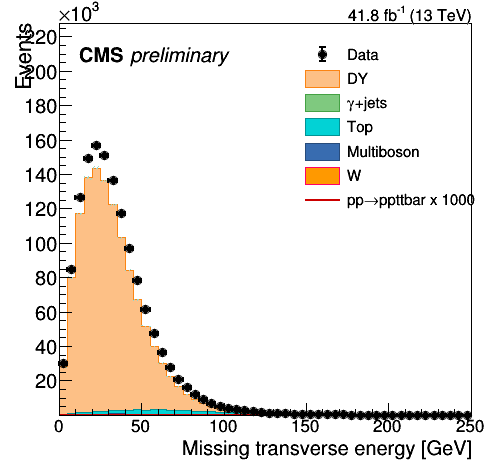 ×10³
41.8 fb⁻¹ (13 TeV)
Events
CMS preliminary
Data
DY
γ+jets
Top
Multiboson
W
pp→ppttbar x 1000
220
200
180
160
140
120
100
80
60
40
20
0 50 100 150 200 250
Missing transverse energy [GeV]